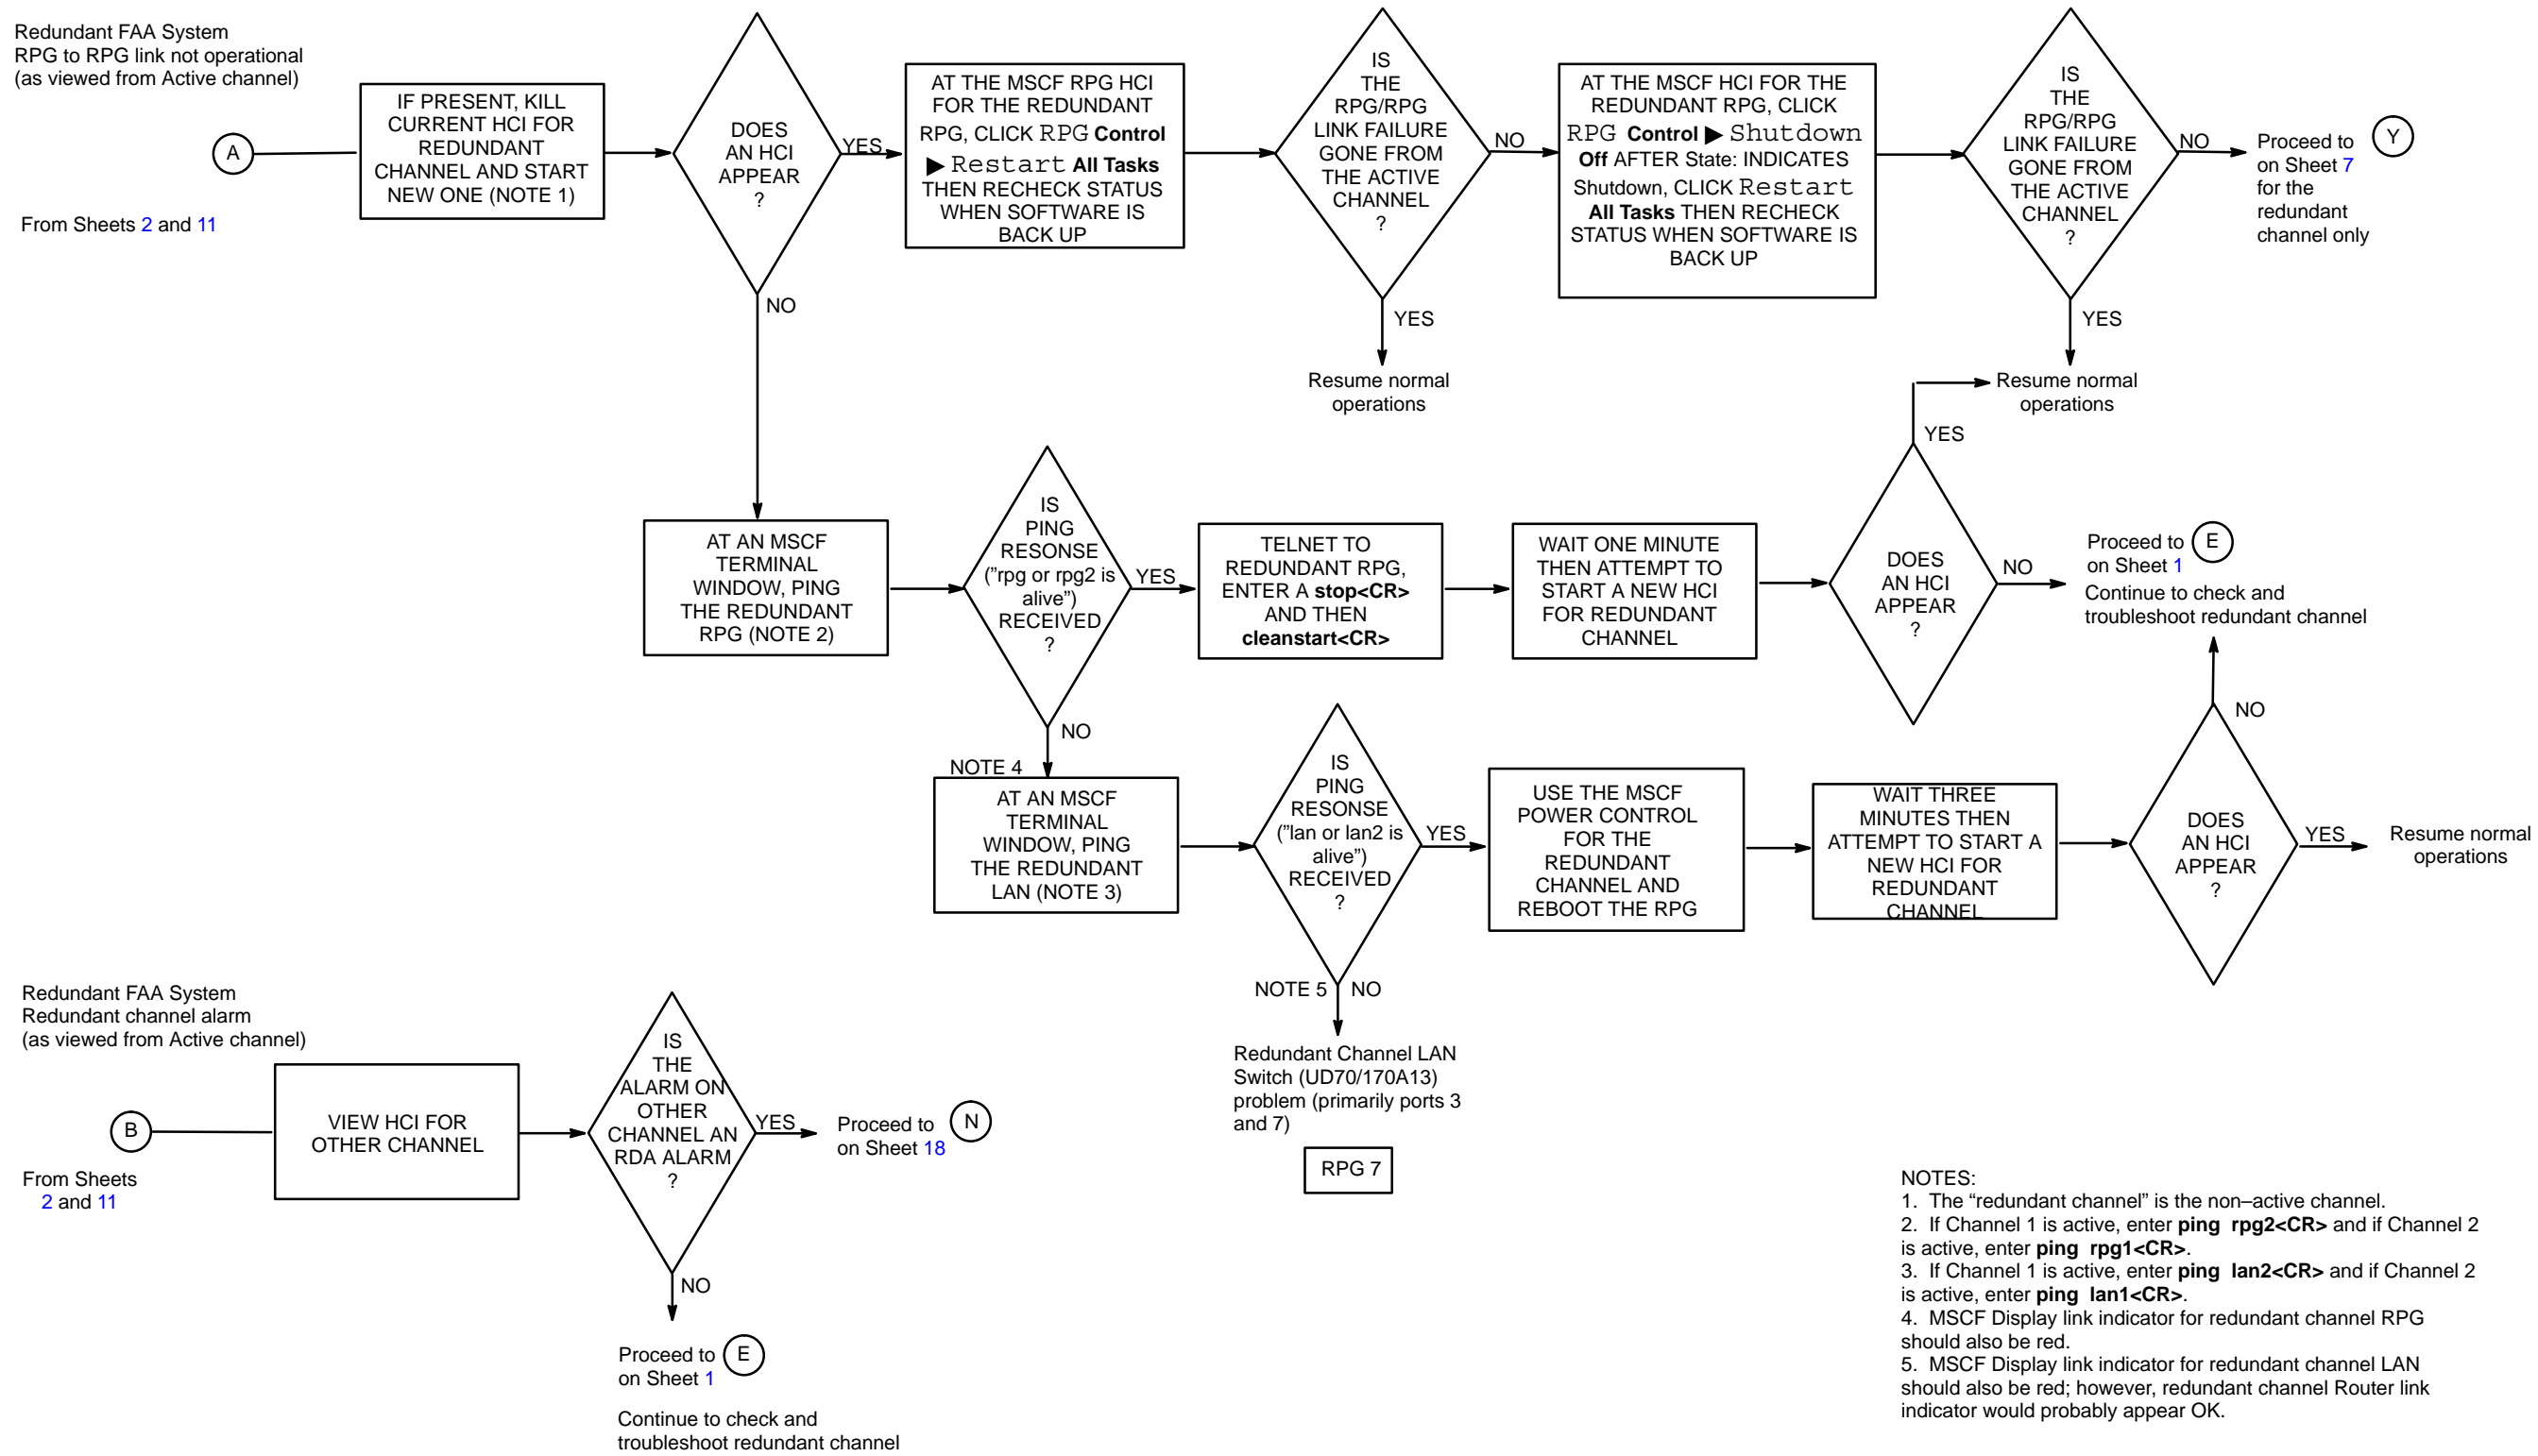 Redundant FAA System
RPG to RPG link not operational
(as viewed from Active channel)
A
From Sheets 2 and 11
IF PRESENT, KILL
CURRENT HCI FOR
REDUNDANT
CHANNEL AND START
NEW ONE (NOTE 1)
DOES
AN HCI
APPEAR
?
YES
NO
AT THE MSCF RPG HCI
FOR THE REDUNDANT
RPG, CLICK RPG Control
▶ Restart All Tasks
THEN RECHECK STATUS
WHEN SOFTWARE IS
BACK UP
IS
THE
RPG/RPG
LINK FAILURE
GONE FROM
THE ACTIVE
CHANNEL
?
NO
YES
Resume normal
operations
AT THE MSCF HCI FOR THE
REDUNDANT RPG, CLICK
RPG Control ▶ Shutdown
Off AFTER State: INDICATES
Shutdown, CLICK Restart
All Tasks THEN RECHECK
STATUS WHEN SOFTWARE IS
BACK UP
IS
THE
RPG/RPG
LINK FAILURE
GONE FROM
THE ACTIVE
CHANNEL
?
NO
Proceed to Y
on Sheet 7
for the
redundant
channel only
YES
Resume normal
operations
AT AN MSCF
TERMINAL
WINDOW, PING
THE REDUNDANT
RPG (NOTE 2)
IS
PING
RESONSE
("rpg or rpg2 is
alive")
RECEIVED
?
YES
NO
TELNET TO
REDUNDANT RPG,
ENTER A stop<CR>
AND THEN
cleanstart<CR>
WAIT ONE MINUTE
THEN ATTEMPT TO
START A NEW HCI
FOR REDUNDANT
CHANNEL
DOES
AN HCI
APPEAR
?
YES
NO
Proceed to E
on Sheet 1
Continue to check and
troubleshoot redundant channel
NOTE 4
AT AN MSCF
TERMINAL
WINDOW, PING
THE REDUNDANT
LAN (NOTE 3)
IS
PING
RESONSE
("lan or lan2 is
alive")
RECEIVED
?
YES
NOTE 5 NO
Redundant Channel LAN
Switch (UD70/170A13)
problem (primarily ports 3
and 7)
RPG 7
USE THE MSCF
POWER CONTROL
FOR THE
REDUNDANT
CHANNEL AND
REBOOT THE RPG
WAIT THREE
MINUTES THEN
ATTEMPT TO START A
NEW HCI FOR
REDUNDANT
CHANNEL
DOES
AN HCI
APPEAR
?
NO
YES
Resume normal
operations
Redundant FAA System
Redundant channel alarm
(as viewed from Active channel)
B
From Sheets
2 and 11
VIEW HCI FOR
OTHER CHANNEL
IS
THE
ALARM ON
OTHER
CHANNEL AN
RDA ALARM
?
YES
Proceed to N
on Sheet 18
NO
Proceed to E
on Sheet 1
Continue to check and
troubleshoot redundant channel
NOTES:
1. The “redundant channel” is the non–active channel.
2. If Channel 1 is active, enter ping rpg2<CR> and if Channel 2
is active, enter ping rpg1<CR>.
3. If Channel 1 is active, enter ping lan2<CR> and if Channel 2
is active, enter ping lan1<CR>.
4. MSCF Display link indicator for redundant channel RPG
should also be red.
5. MSCF Display link indicator for redundant channel LAN
should also be red; however, redundant channel Router link
indicator would probably appear OK.